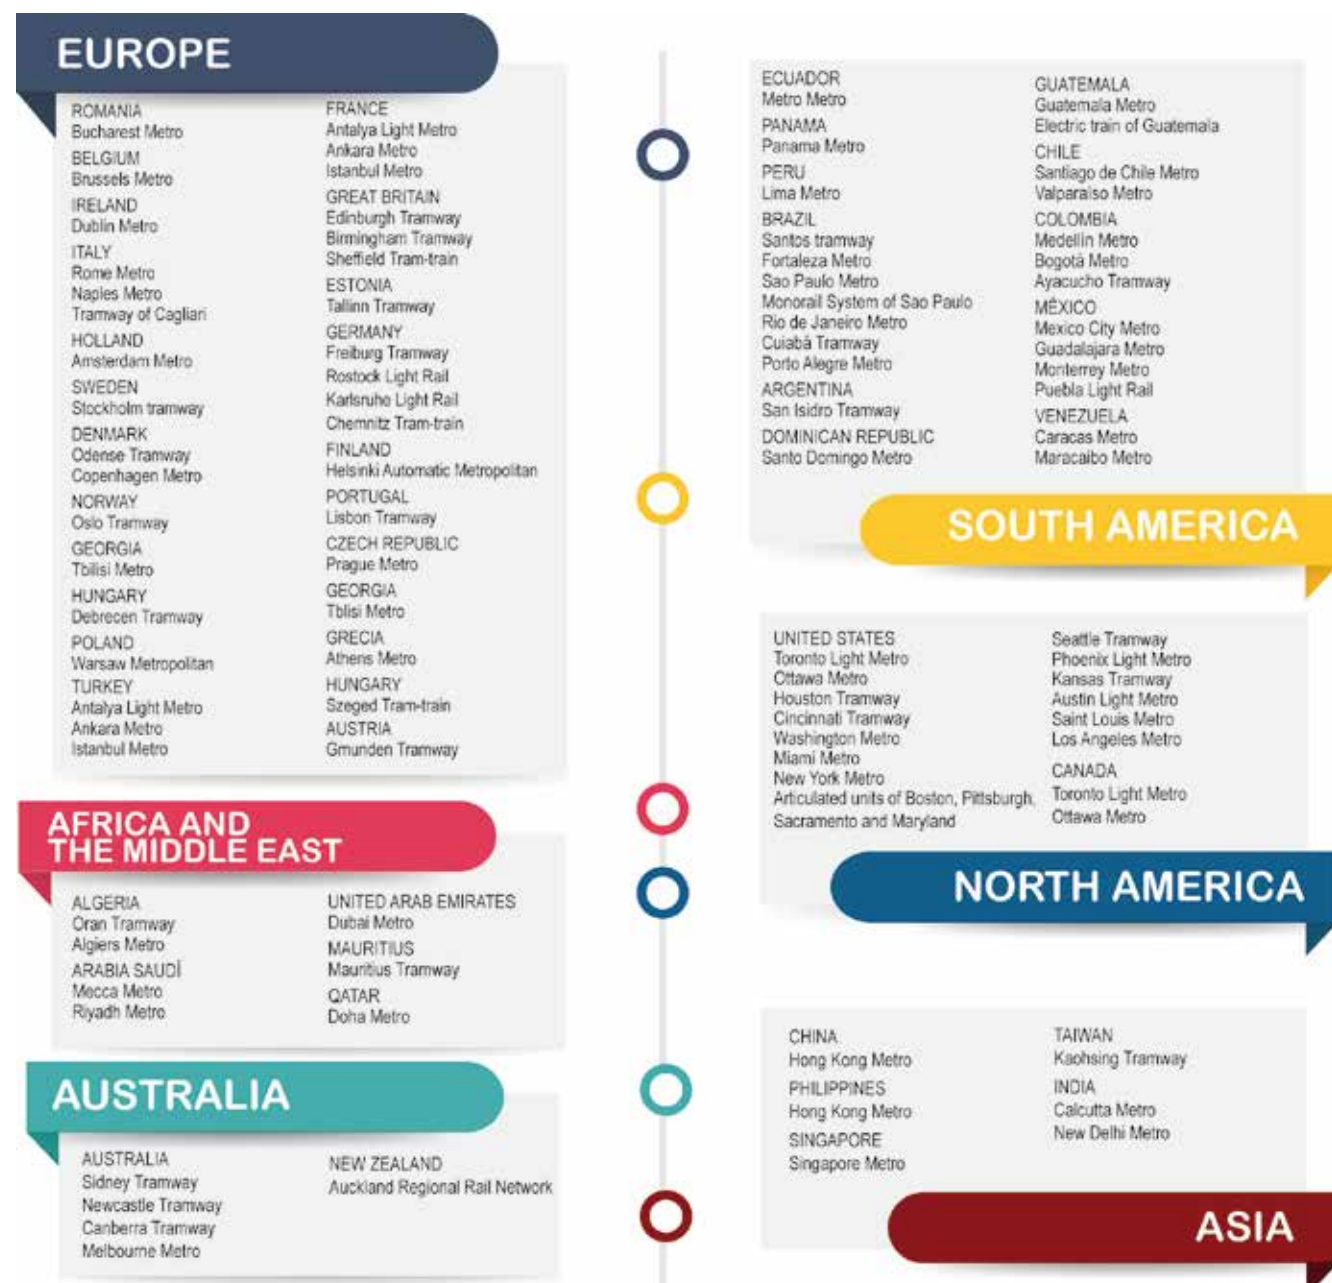 EUROPE
ROMANIA
Bucharest Metro
BELGIUM
Brussels Metro
IRELAND
Dublin Metro
ITALY
Rome Metro
Naples Metro
Tramway of Cagliari
HOLLAND
Amsterdam Metro
SWEDEN
Stockholm tramway
DENMARK
Odense Tramway
Copenhagen Metro
NORWAY
Oslo Tramway
GEORGIA
Tbilisi Metro
HUNGARY
Debrecen Tramway
POLAND
Warsaw Metropolitan
TURKEY
Antalya Light Metro
Ankara Metro
Istanbul Metro
FRANCE
Antalya Light Metro
Ankara Metro
Istanbul Metro
GREAT BRITAIN
Edinburgh Tramway
Birmingham Tramway
Sheffield Tram-train
ESTONIA
Tallinn Tramway
GERMANY
Freiburg Tramway
Rostock Light Rail
Karlsruhe Light Rail
Chemnitz Tram-train
FINLAND
Helsinki Automatic Metropolitan
PORTUGAL
Lisbon Tramway
CZECH REPUBLIC
Prague Metro
GEORGIA
Tblisi Metro
GRECIA
Athens Metro
HUNGARY
Szeged Tram-train
AUSTRIA
Gmunden Tramway
AFRICA AND
THE MIDDLE EAST
ALGERIA
Oran Tramway
Algiers Metro
ARABIA SAUDÍ
Mecca Metro
Riyadh Metro
UNITED ARAB EMIRATES
Dubai Metro
MAURITIUS
Mauritius Tramway
QATAR
Doha Metro
AUSTRALIA
AUSTRALIA
Sidney Tramway
Newcastle Tramway
Canberra Tramway
Melbourne Metro
NEW ZEALAND
Auckland Regional Rail Network
ECUADOR
Metro Metro
PANAMA
Panama Metro
PERU
Lima Metro
BRAZIL
Santos tramway
Fortaleza Metro
Sao Paulo Metro
Monorail System of Sao Paulo
Rio de Janeiro Metro
Cuiabá Tramway
Porto Alegre Metro
ARGENTINA
San Isidro Tramway
DOMINICAN REPUBLIC
Santo Domingo Metro
GUATEMALA
Guatemala Metro
Electric train of Guatemala
CHILE
Santiago de Chile Metro
Valparaíso Metro
COLOMBIA
Medellín Metro
Bogotá Metro
Ayacucho Tramway
MÉXICO
Mexico City Metro
Guadalajara Metro
Monterrey Metro
Puebla Light Rail
VENEZUELA
Caracas Metro
Maracaibo Metro
SOUTH AMERICA
UNITED STATES
Toronto Light Metro
Ottawa Metro
Houston Tramway
Cincinnati Tramway
Washington Metro
Miami Metro
New York Metro
Articulated units of Boston, Pittsburgh,
Sacramento and Maryland
Seattle Tramway
Phoenix Light Metro
Kansas Tramway
Austin Light Metro
Saint Louis Metro
Los Angeles Metro
CANADA
Toronto Light Metro
Ottawa Metro
NORTH AMERICA
CHINA
Hong Kong Metro
PHILIPPINES
Hong Kong Metro
SINGAPORE
Singapore Metro
TAIWAN
Kaohsing Tramway
INDIA
Calcutta Metro
New Delhi Metro
ASIA